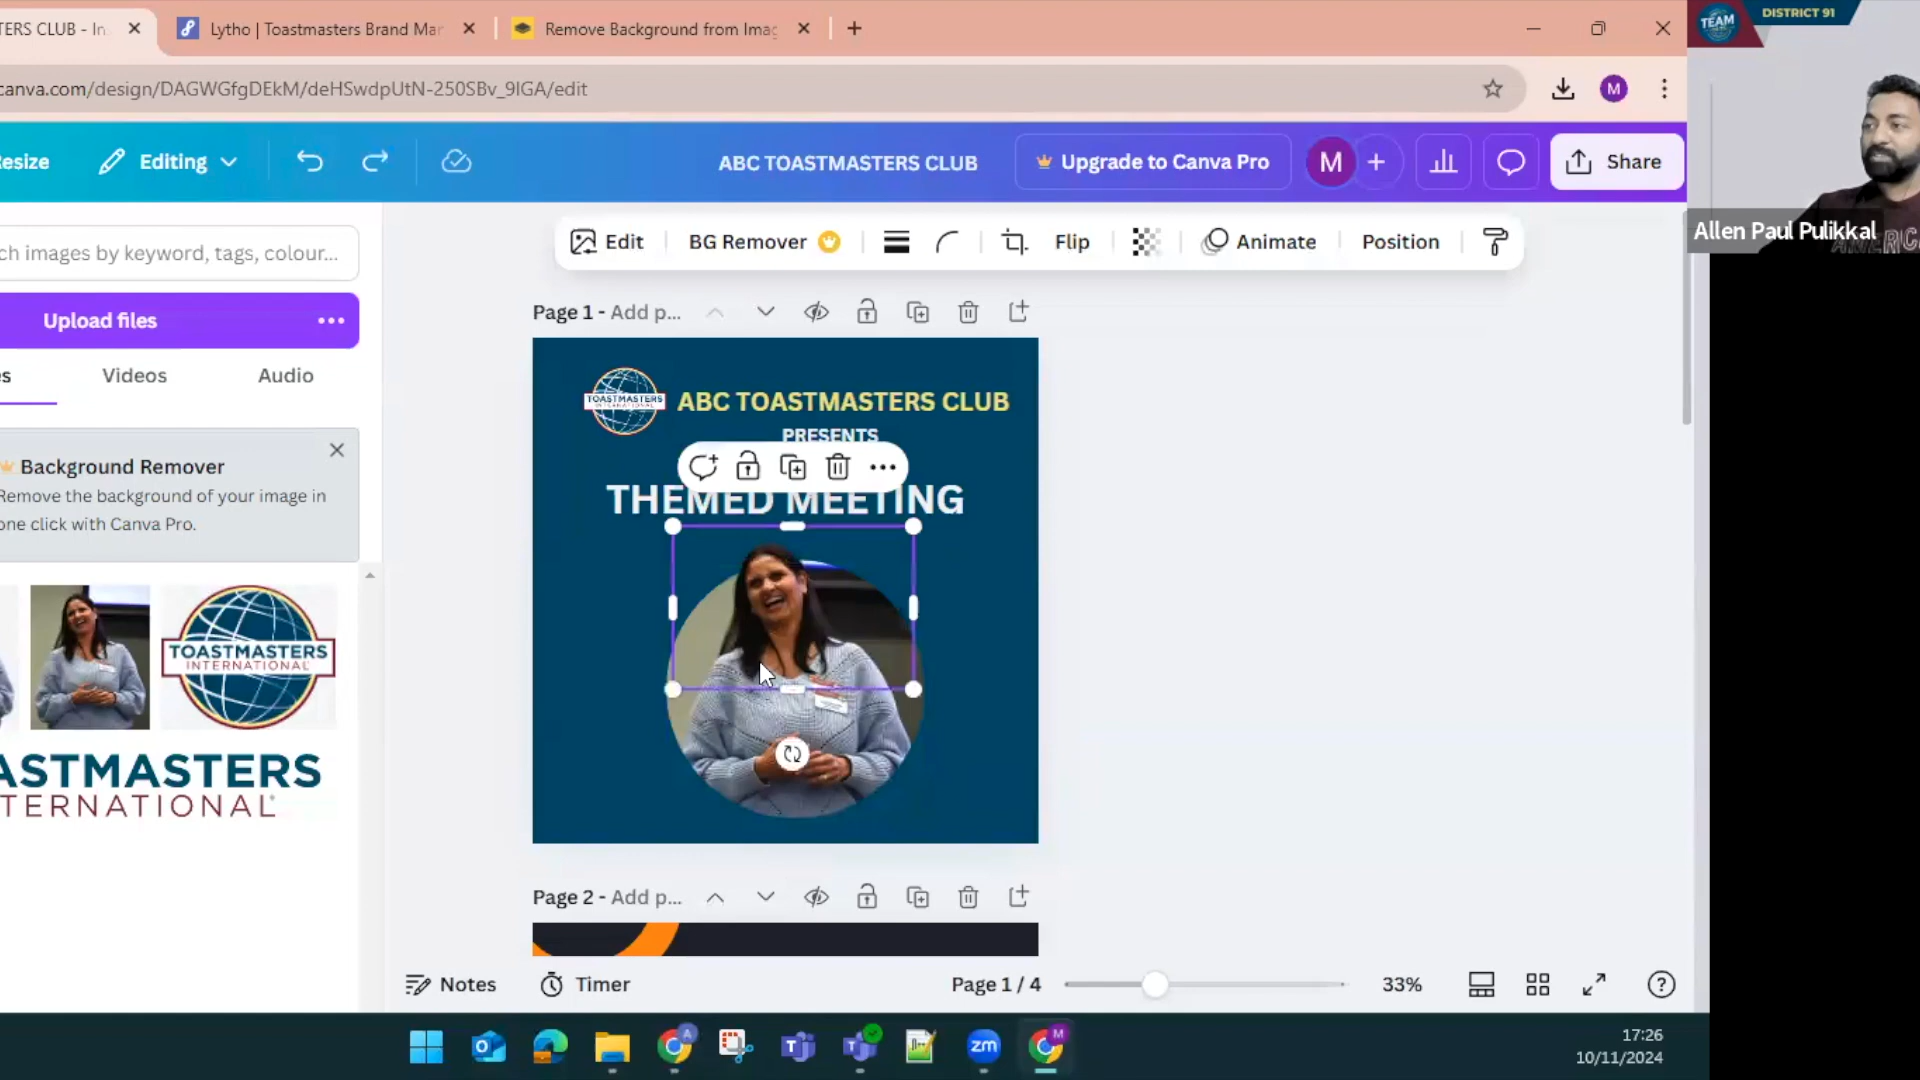 TERS CLUB - In
Lytho | Toastmasters Brand Mar
Remove Background from Imag
canva.com/design/DAGWGfgDEkM/deHSwdpUtN-250SBv_9IGA/edit
esize
Editing
ABC TOASTMASTERS CLUB
Upgrade to Canva Pro
M
Share
TEAM
DISTRICT 91
Allen Paul Pulikkal
ch images by keyword, tags, colour...
Upload files
es
Videos
Audio
Background Remover
Remove the background of your image in
one click with Canva Pro.
TOASTMASTERS
INTERNATIONAL
ASTMASTERS
TERNATIONAL
Edit
BG Remover
Flip
Animate
Position
Page 1 - Add p...
TOASTMASTERS
INTERNATIONAL
ABC TOASTMASTERS CLUB
PRESENTS
THEMED MEETING
Page 2 - Add p...
Notes
Timer
Page 1 / 4
33%
17:26
10/11/2024